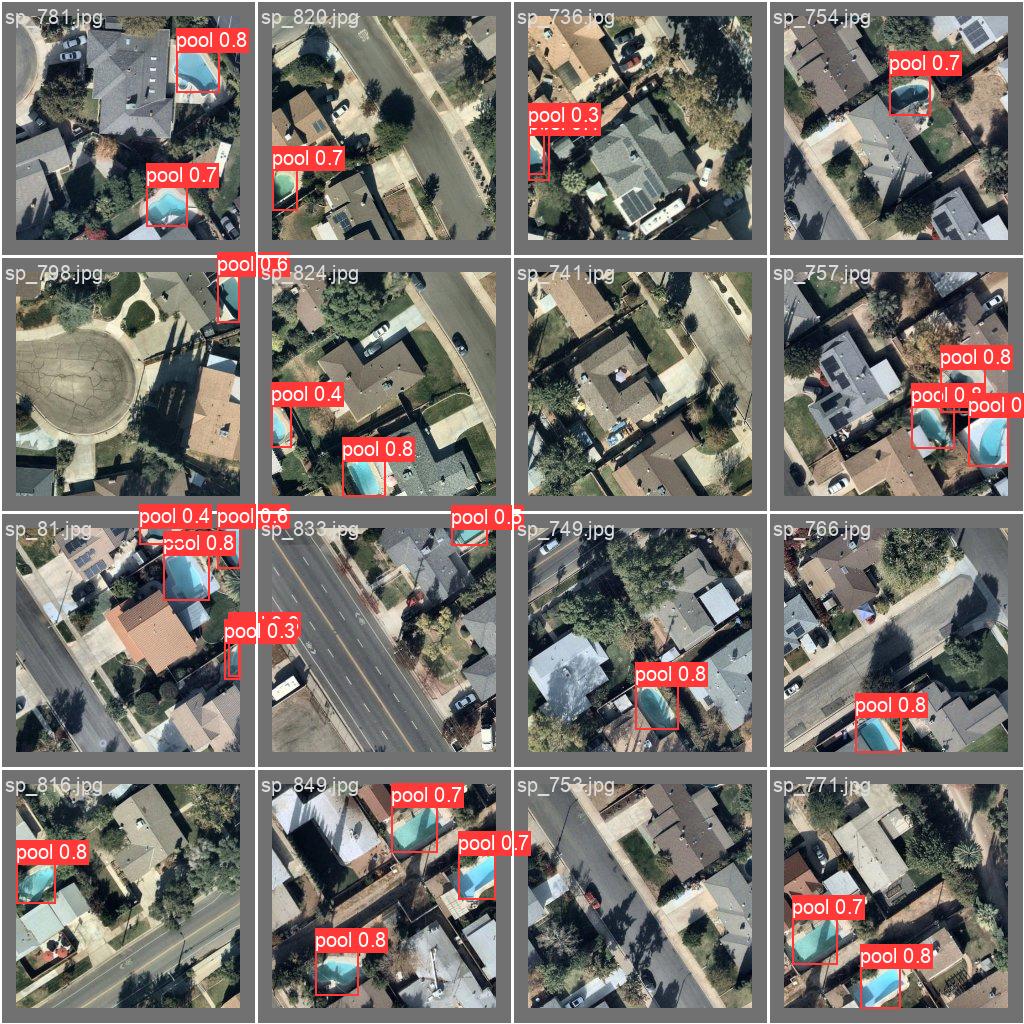 sp_781.jpg
pool 0.8
pool 0.7
sp_820.jpg
pool 0.7
sp_736.jpg
pool 0.3
sp_754.jpg
pool 0.7
sp_798.jpg
pool 0.6
sp_824.jpg
pool 0.4
pool 0.8
sp_741.jpg
sp_757.jpg
pool 0.8
pool 0.8
pool 0
sp_81.jpg
pool 0.4
pool 0.6
pool 0.8
pool 0.3
sp_833.jpg
sp_749.jpg
pool 0.8
sp_766.jpg
pool 0.8
sp_816.jpg
pool 0.8
sp_849.jpg
pool 0.7
pool 0.7
pool 0.8
sp_753.jpg
sp_771.jpg
pool 0.7
pool 0.8